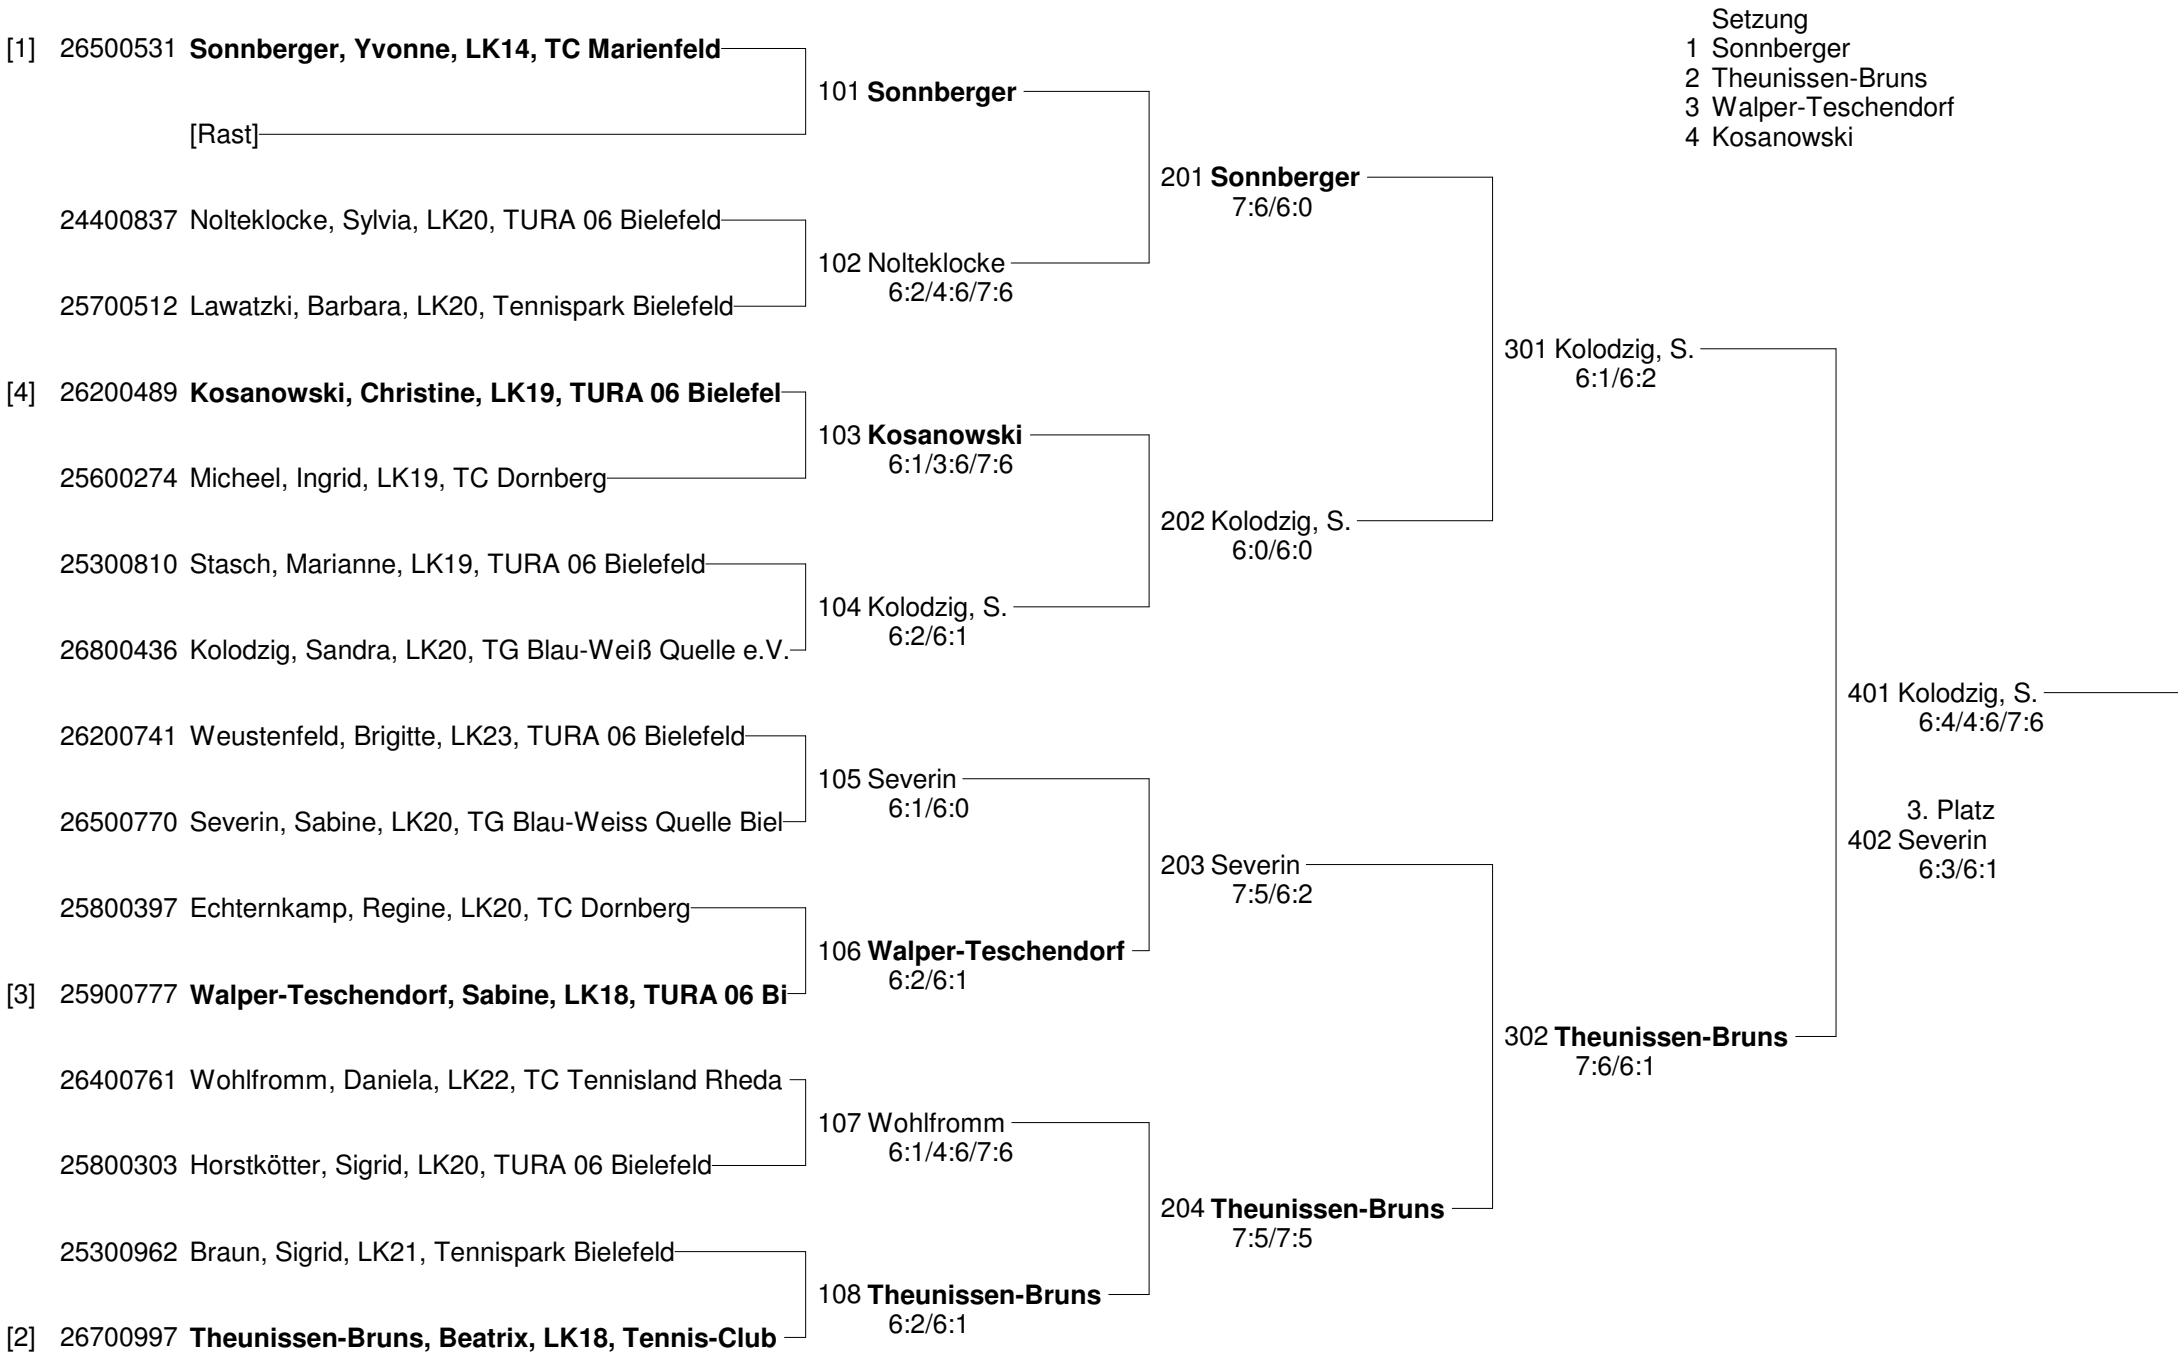 Setzung
1 Sonnberger
2 Theunissen-Bruns
3 Walper-Teschendorf
4 Kosanowski
[1] 26500531 Sonnberger, Yvonne, LK14, TC Marienfeld
[Rast]
24400837 Nolteklocke, Sylvia, LK20, TURA 06 Bielefeld
25700512 Lawatzki, Barbara, LK20, Tennispark Bielefeld
[4] 26200489 Kosanowski, Christine, LK19, TURA 06 Bielefel
25600274 Micheel, Ingrid, LK19, TC Dornberg
25300810 Stasch, Marianne, LK19, TURA 06 Bielefeld
26800436 Kolodzig, Sandra, LK20, TG Blau-Weiß Quelle e.V.
26200741 Weustenfeld, Brigitte, LK23, TURA 06 Bielefeld
26500770 Severin, Sabine, LK20, TG Blau-Weiss Quelle Biel
25800397 Echternkamp, Regine, LK20, TC Dornberg
[3] 25900777 Walper-Teschendorf, Sabine, LK18, TURA 06 Bi
26400761 Wohlfromm, Daniela, LK22, TC Tennisland Rheda
25800303 Horstkötter, Sigrid, LK20, TURA 06 Bielefeld
25300962 Braun, Sigrid, LK21, Tennispark Bielefeld
[2] 26700997 Theunissen-Bruns, Beatrix, LK18, Tennis-Club
101 Sonnberger
102 Nolteklocke
6:2/4:6/7:6
103 Kosanowski
6:1/3:6/7:6
104 Kolodzig, S.
6:2/6:1
105 Severin
6:1/6:0
106 Walper-Teschendorf
6:2/6:1
107 Wohlfromm
6:1/4:6/7:6
108 Theunissen-Bruns
6:2/6:1
201 Sonnberger
7:6/6:0
202 Kolodzig, S.
6:0/6:0
203 Severin
7:5/6:2
204 Theunissen-Bruns
7:5/7:5
301 Kolodzig, S.
6:1/6:2
302 Theunissen-Bruns
7:6/6:1
401 Kolodzig, S.
6:4/4:6/7:6
3. Platz
402 Severin
6:3/6:1